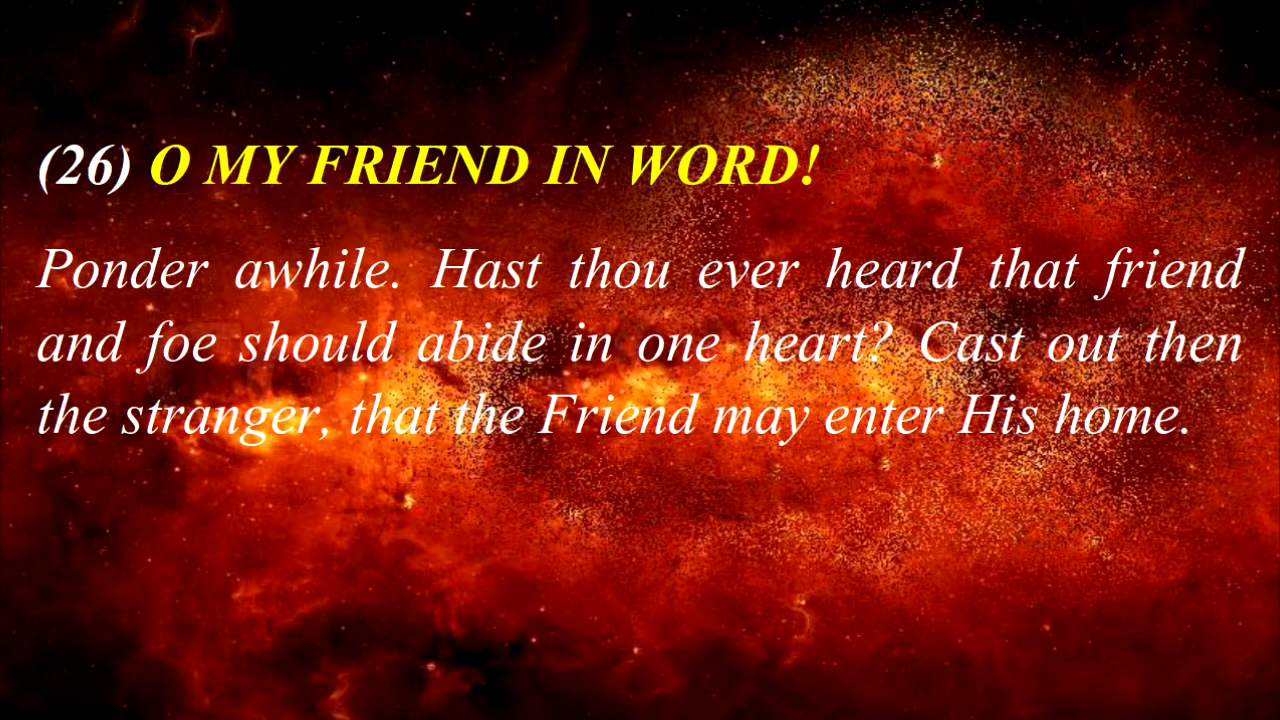 (26) O MY FRIEND IN WORD!
Ponder awhile. Hast thou ever heard that friend
and foe should abide in one heart? Cast out then
the stranger, that the Friend may enter His home.